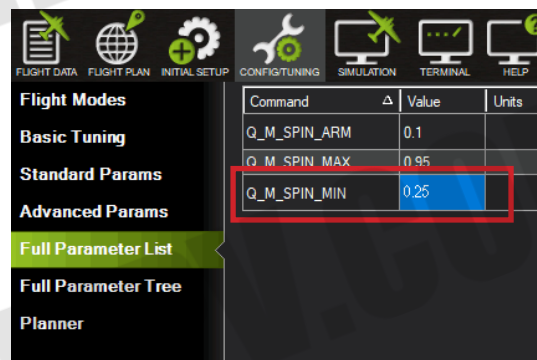 FLIGHT DATA FLIGHT PLAN INITIAL SETUP CONFIG/TUNING SIMULATION TERMINAL HELP
Flight Modes
Basic Tuning
Standard Params
Advanced Params
Full Parameter List
Full Parameter Tree
Planner
Command Value Units
Q_M_SPIN_ARM 0.1
Q_M_SPIN_MAX 0.95
Q_M_SPIN_MIN 0.25